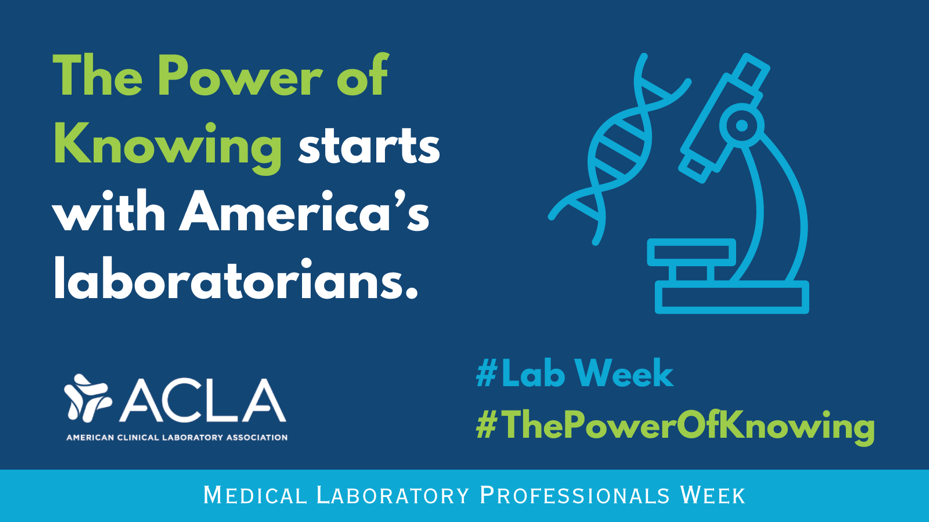 The Power of
Knowing starts
with America's
laboratorians.
ACLA
AMERICAN CLINICAL LABORATORY ASSOCIATION
#Lab Week
#ThePowerOfKnowing
MEDICAL LABORATORY PROFESSIONALS WEEK